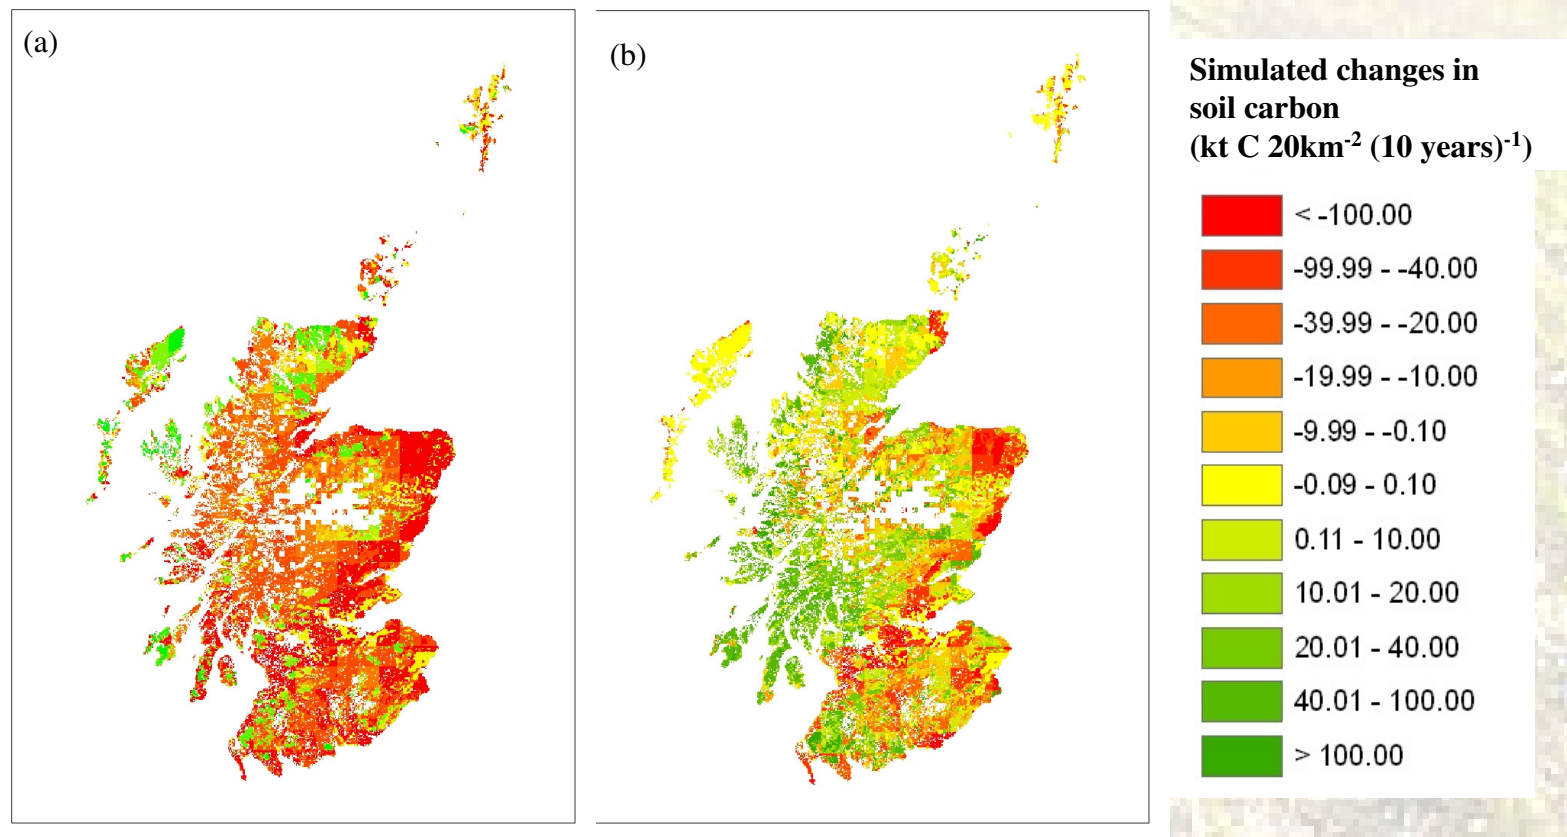 (a)
(b)
Simulated changes in
soil carbon
(kt C 20km⁻² (10 years)⁻¹)
< -100.00
-99.99 - -40.00
-39.99 - -20.00
-19.99 - -10.00
-9.99 - -0.10
-0.09 - 0.10
0.11 - 10.00
10.01 - 20.00
20.01 - 40.00
40.01 - 100.00
> 100.00